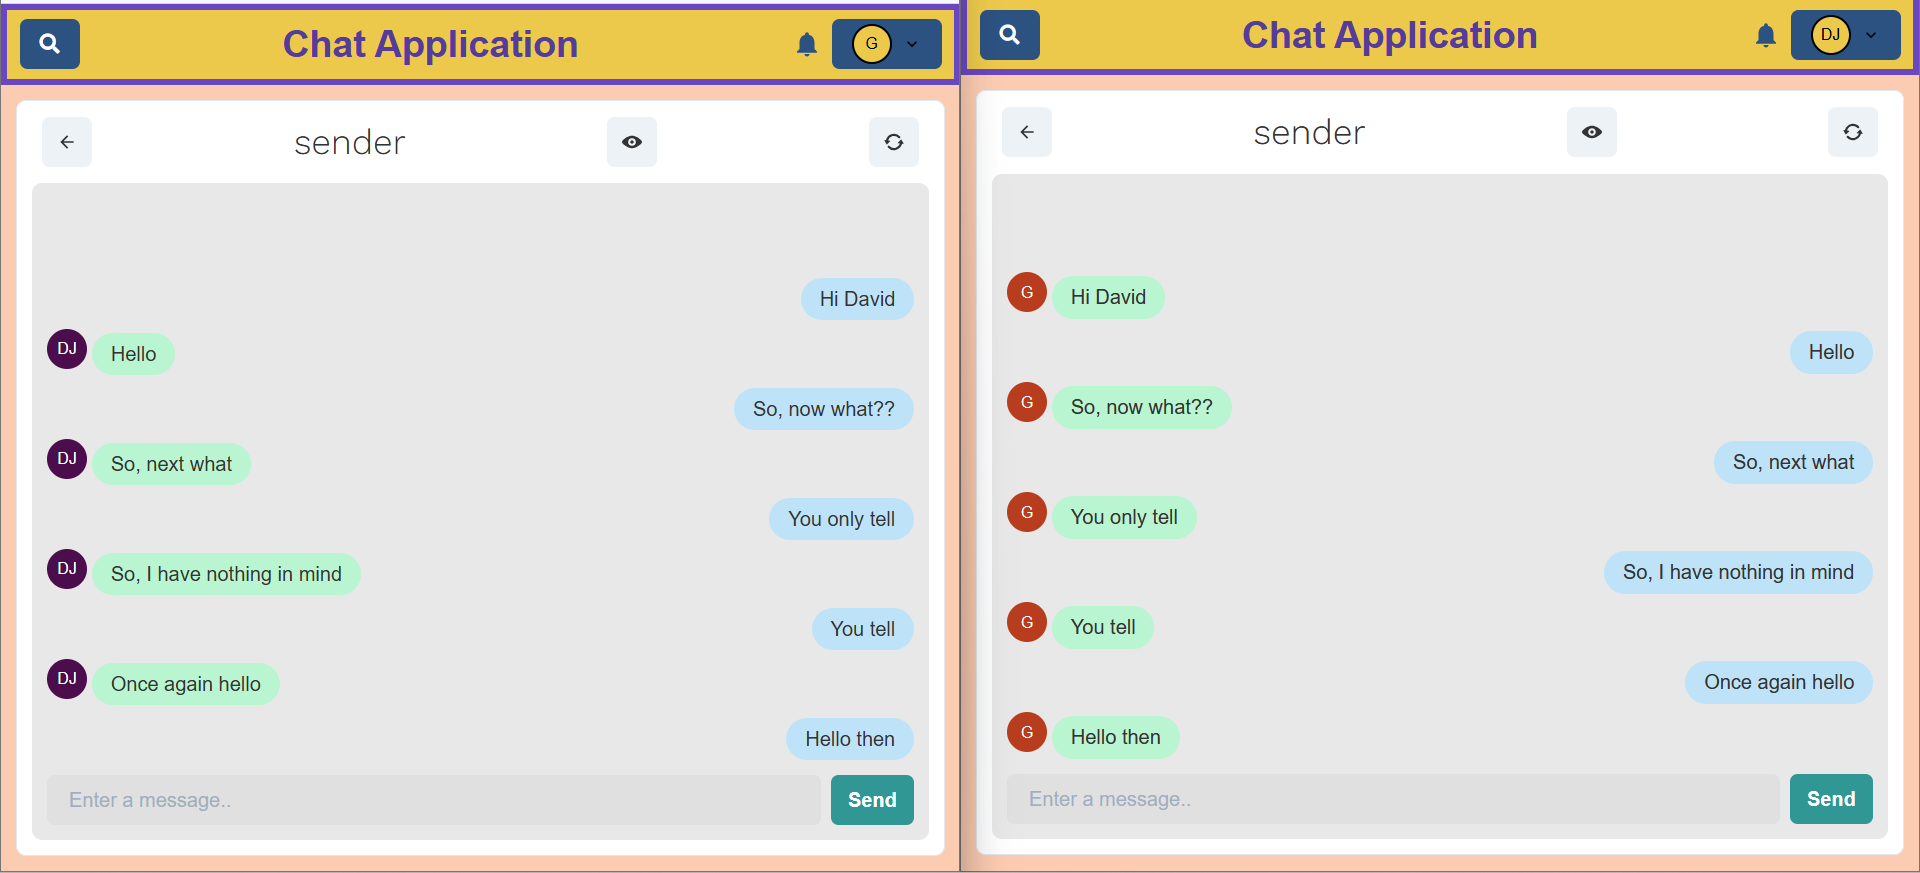 Chat Application
G
sender
Hi David
DJ
Hello
So, now what??
DJ
So, next what
You only tell
DJ
So, I have nothing in mind
You tell
DJ
Once again hello
Hello then
Enter a message..
Send
Chat Application
DJ
sender
G
Hi David
Hello
G
So, now what??
So, next what
G
You only tell
So, I have nothing in mind
G
You tell
Once again hello
G
Hello then
Enter a message..
Send